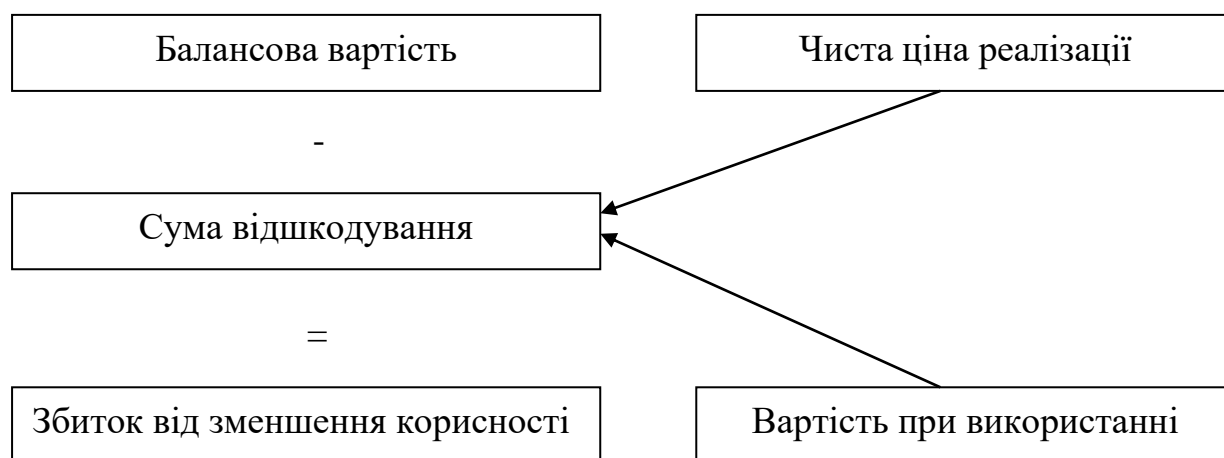 Балансова вартість
Чиста ціна реалізації
-
Сума відшкодування
=
Збиток від зменшення корисності
Вартість при використанні